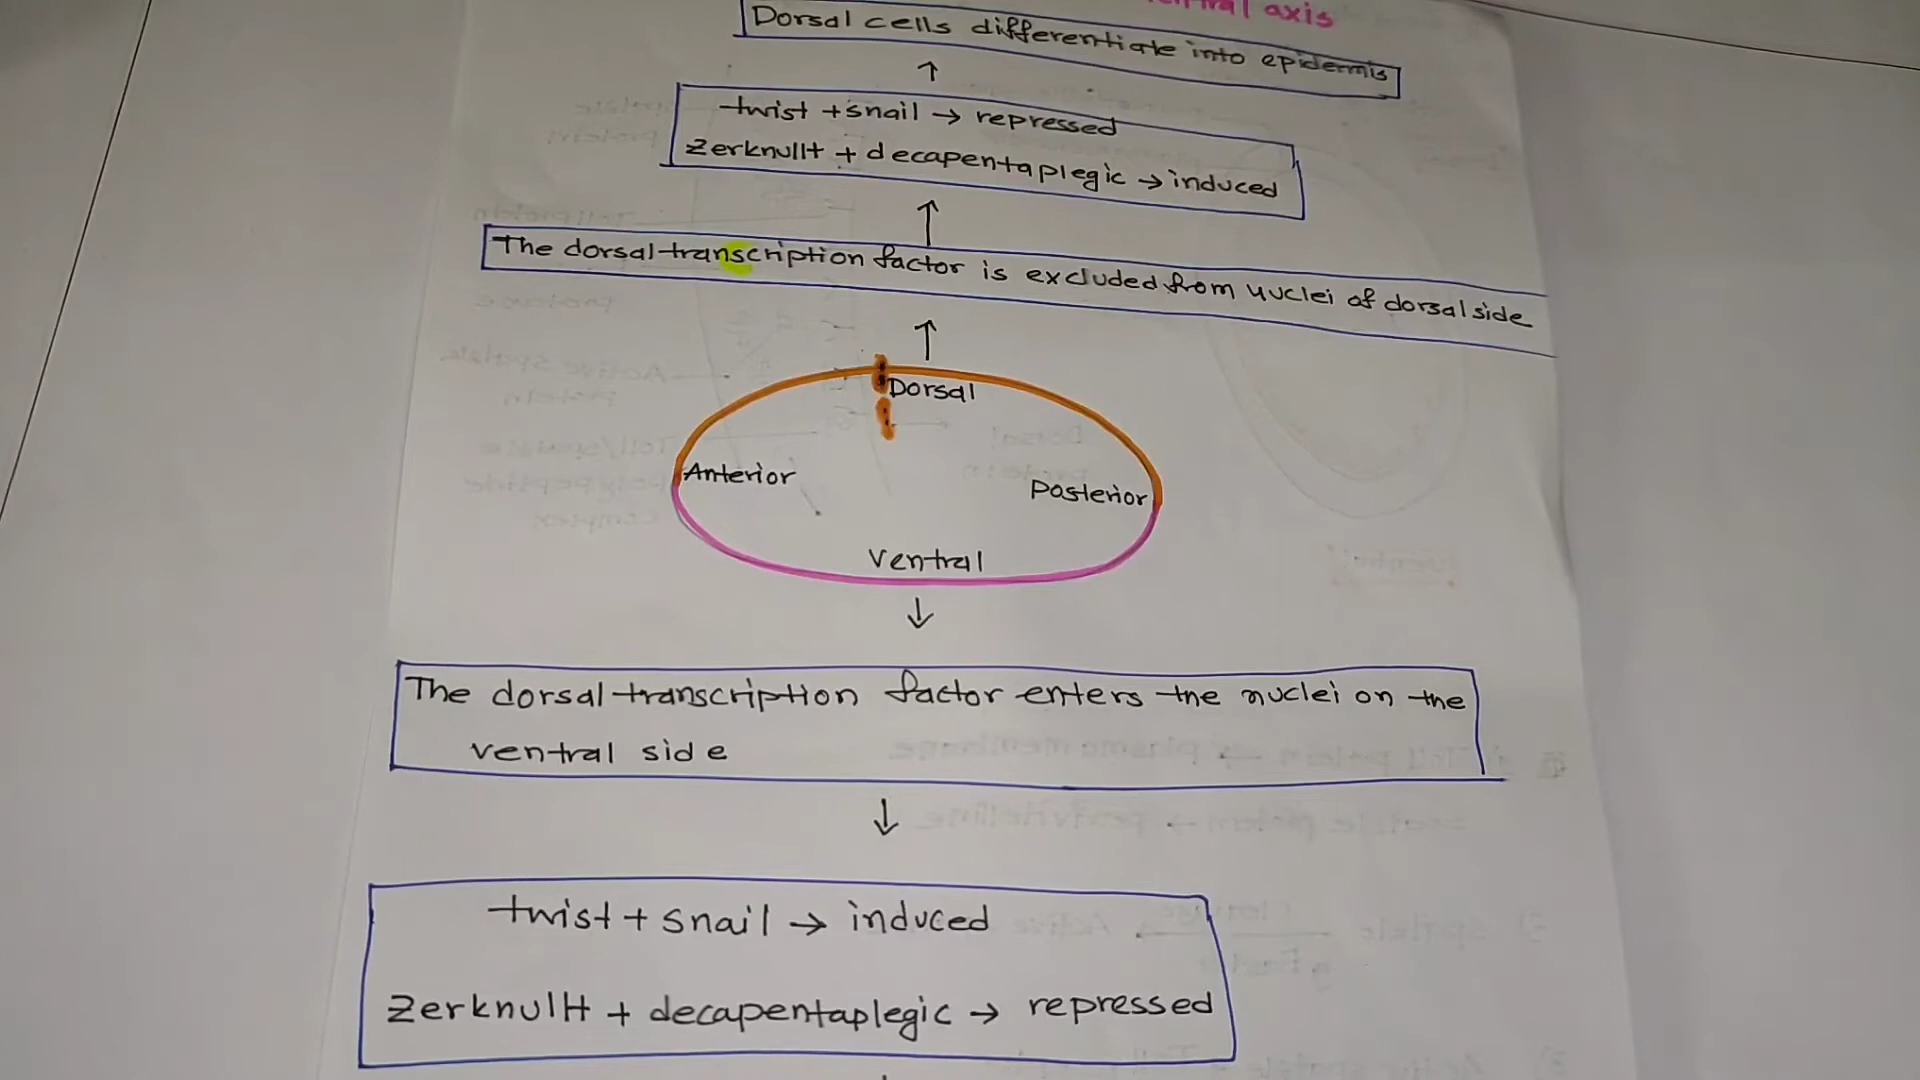 axis
Dorsal cells differentiate into epidermis
↑
twist + snail → repressed
zerknullt + decapentaplegic → induced
↑
The dorsal transcription factor is excluded from nuclei of dorsal side
↑
Dorsal
Anterior
Posterior
Ventral
↓
The dorsal transcription factor enters the nuclei on the
ventral side
↓
twist + snail → induced
zerknullt + decapentaplegic → repressed